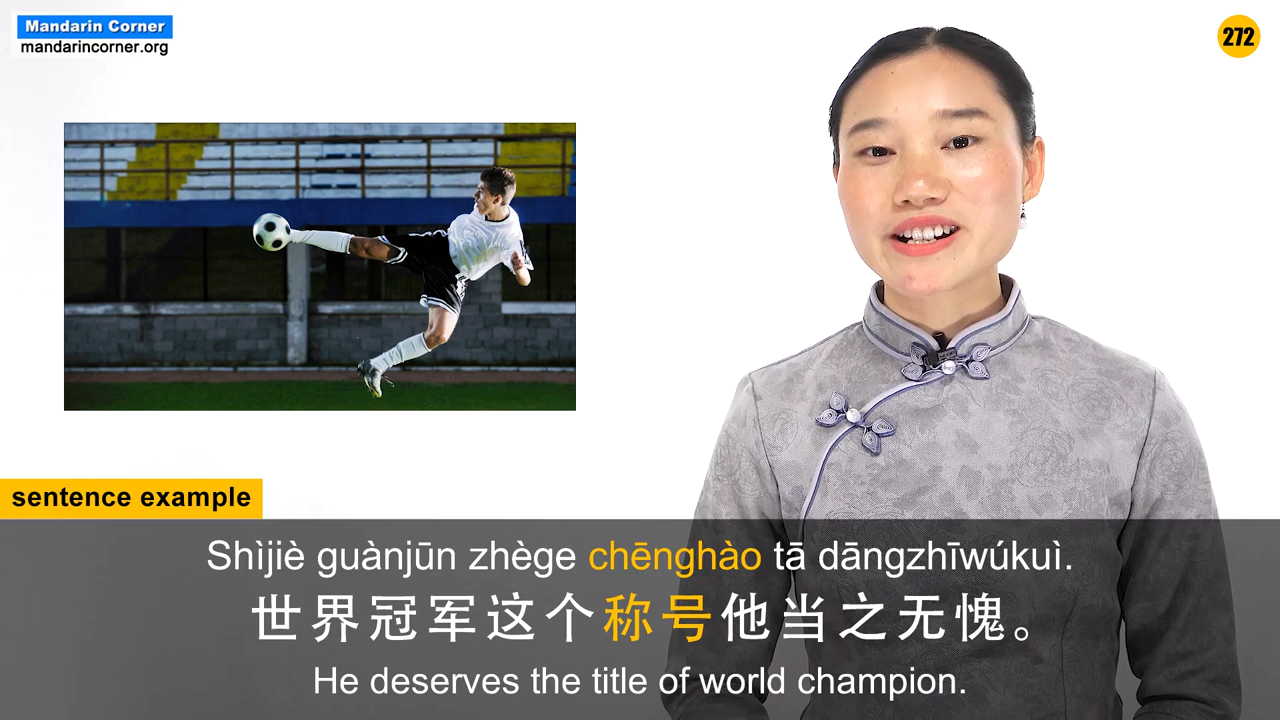 Mandarin Corner
mandarincorner.org
272
sentence example
Shìjiè guànjūn zhège chēnghào tā dāngzhīwúkuì.
世界冠军这个称号他当之无愧。
He deserves the title of world champion.